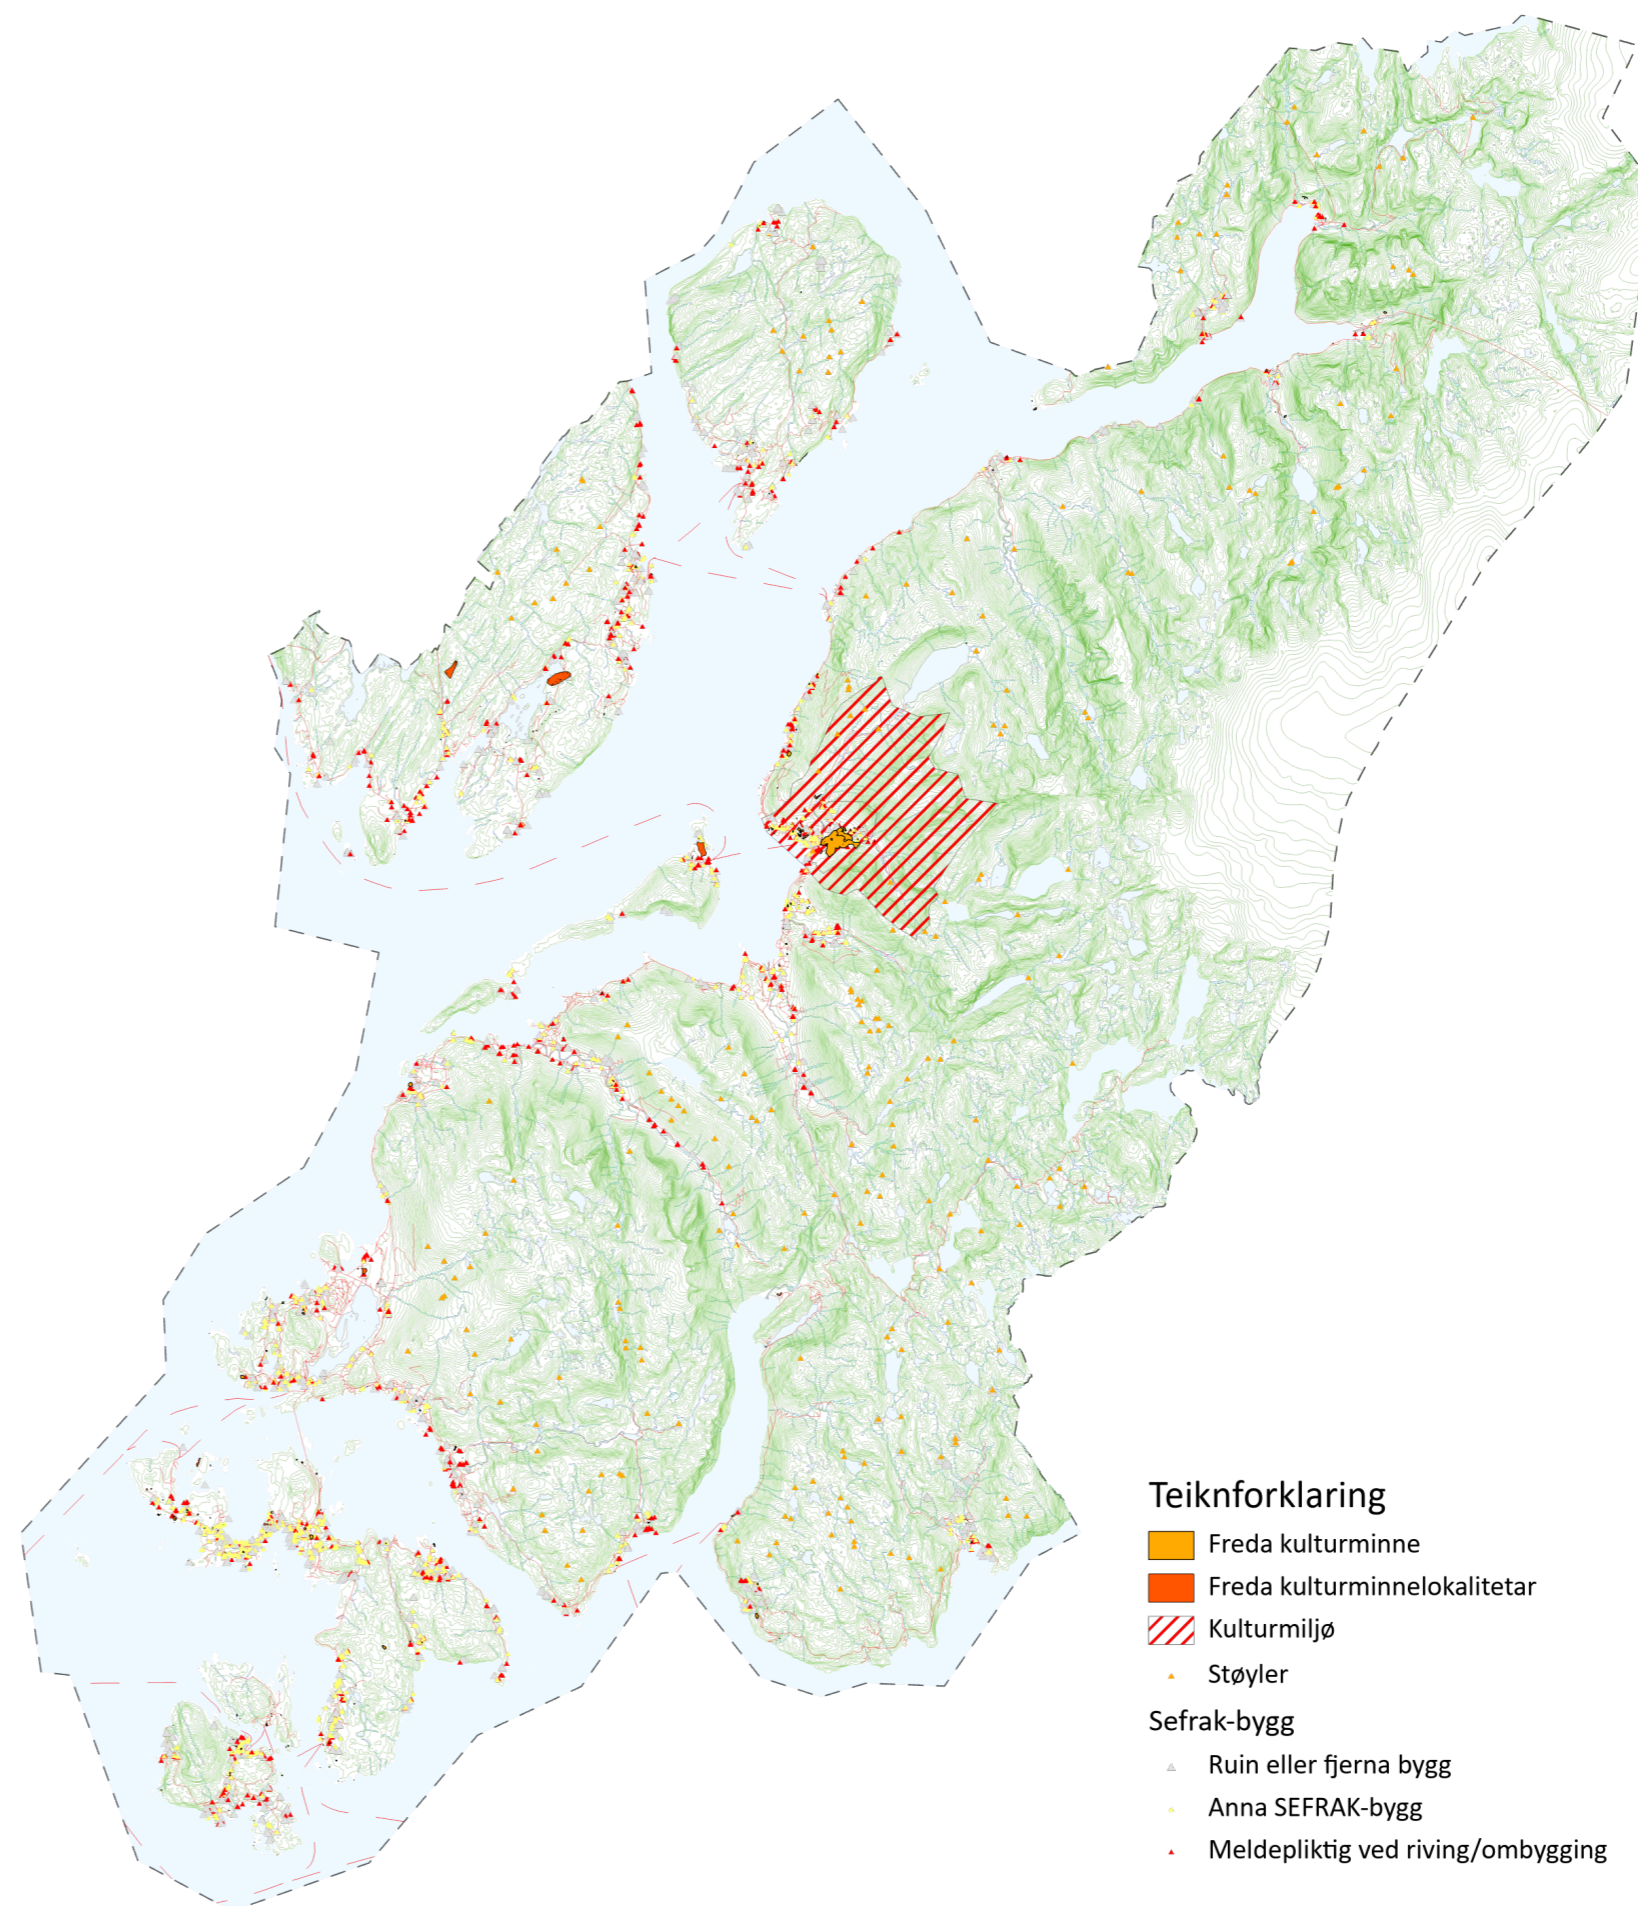 Teiknforklaring
Freda kulturminne
Freda kulturminnelokalitetar
Kulturmiljø
Støyler
Sefrak-bygg
Ruin eller fjerna bygg
Anna SEFRAK-bygg
Meldepliktig ved riving/ombygging